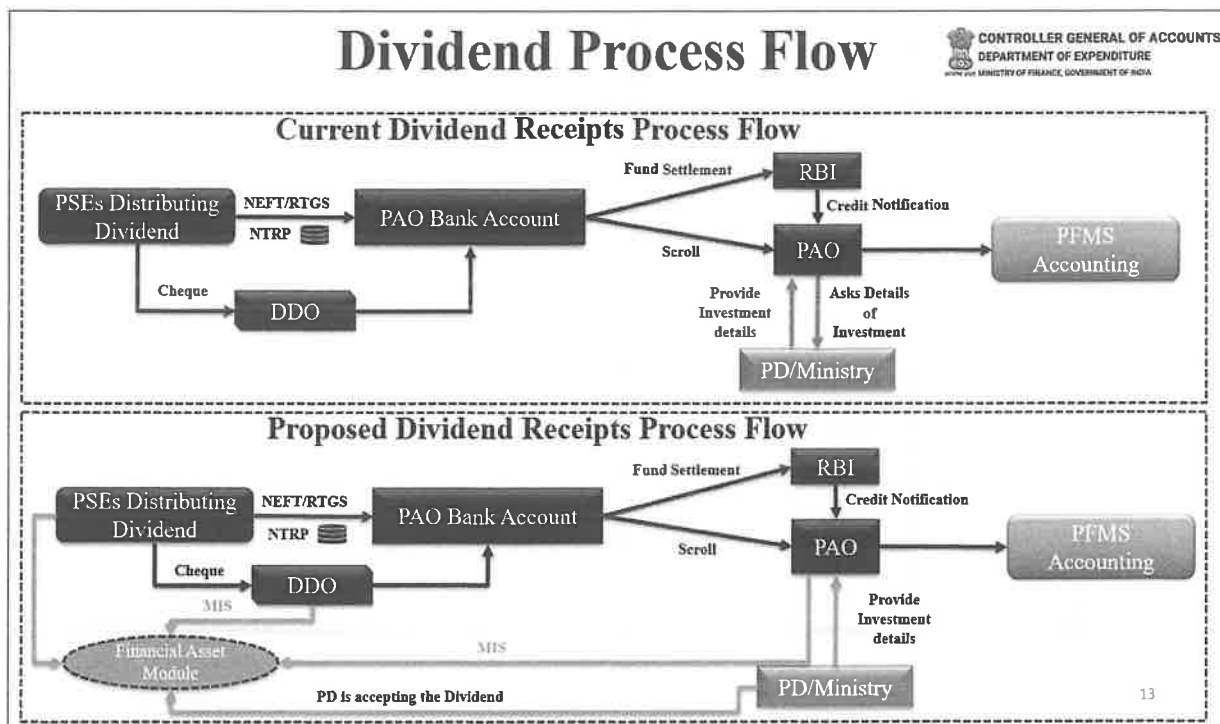 Dividend Process Flow
CONTROLLER GENERAL OF ACCOUNTS
DEPARTMENT OF EXPENDITURE
MINISTRY OF FINANCE, GOVERNMENT OF INDIA
Current Dividend Receipts Process Flow
PSEs Distributing
Dividend
NEFT/RTGS
NTRP
PAO Bank Account
Cheque
DDO
Fund Settlement
RBI
Credit Notification
Scroll
PAO
PFMS
Accounting
Provide
Investment
details
Asks Details
of
Investment
PD/Ministry
Proposed Dividend Receipts Process Flow
PSEs Distributing
Dividend
NEFT/RTGS
NTRP
PAO Bank Account
Cheque
DDO
Fund Settlement
RBI
Credit Notification
Scroll
PAO
PFMS
Accounting
MIS
Financial Asset
Module
MIS
Provide
Investment
details
PD is accepting the Dividend
PD/Ministry
13